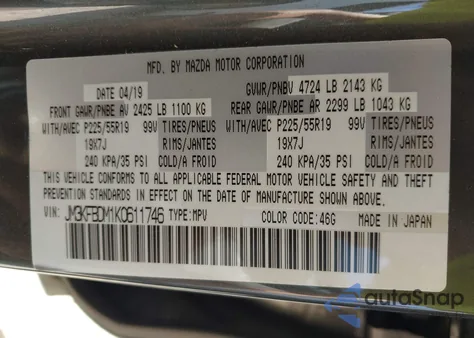 MFD. BY MAZDA MOTOR CORPORATION
DATE 04/19 GVWR/PNBV 4724 LB 2143 KG
FRONT GAWR/PNBE AV 2425 LB 1100 KG REAR GAWR/PNBE AR 2299 LB 1043 KG
WITH/AVEC P225/55R19 99V TIRES/PNEUS WITH/AVEC P225/55R19 99V TIRES/PNEUS
19X7J RIMS/JANTES 19X7J RIMS/JANTES
240 KPA/35 PSI COLD/A FROID 240 KPA/35 PSI COLD/A FROID
THIS VEHICLE CONFORMS TO ALL APPLICABLE FEDERAL MOTOR VEHICLE SAFETY AND THEFT
PREVENTION STANDARDS IN EFFECT ON THE DATE OF MANUFACTURE SHOWN ABOVE.
VIN: JM3KFBDM1K0611746 TYPE: MPV COLOR CODE: 46G MADE IN JAPAN
autoSnap